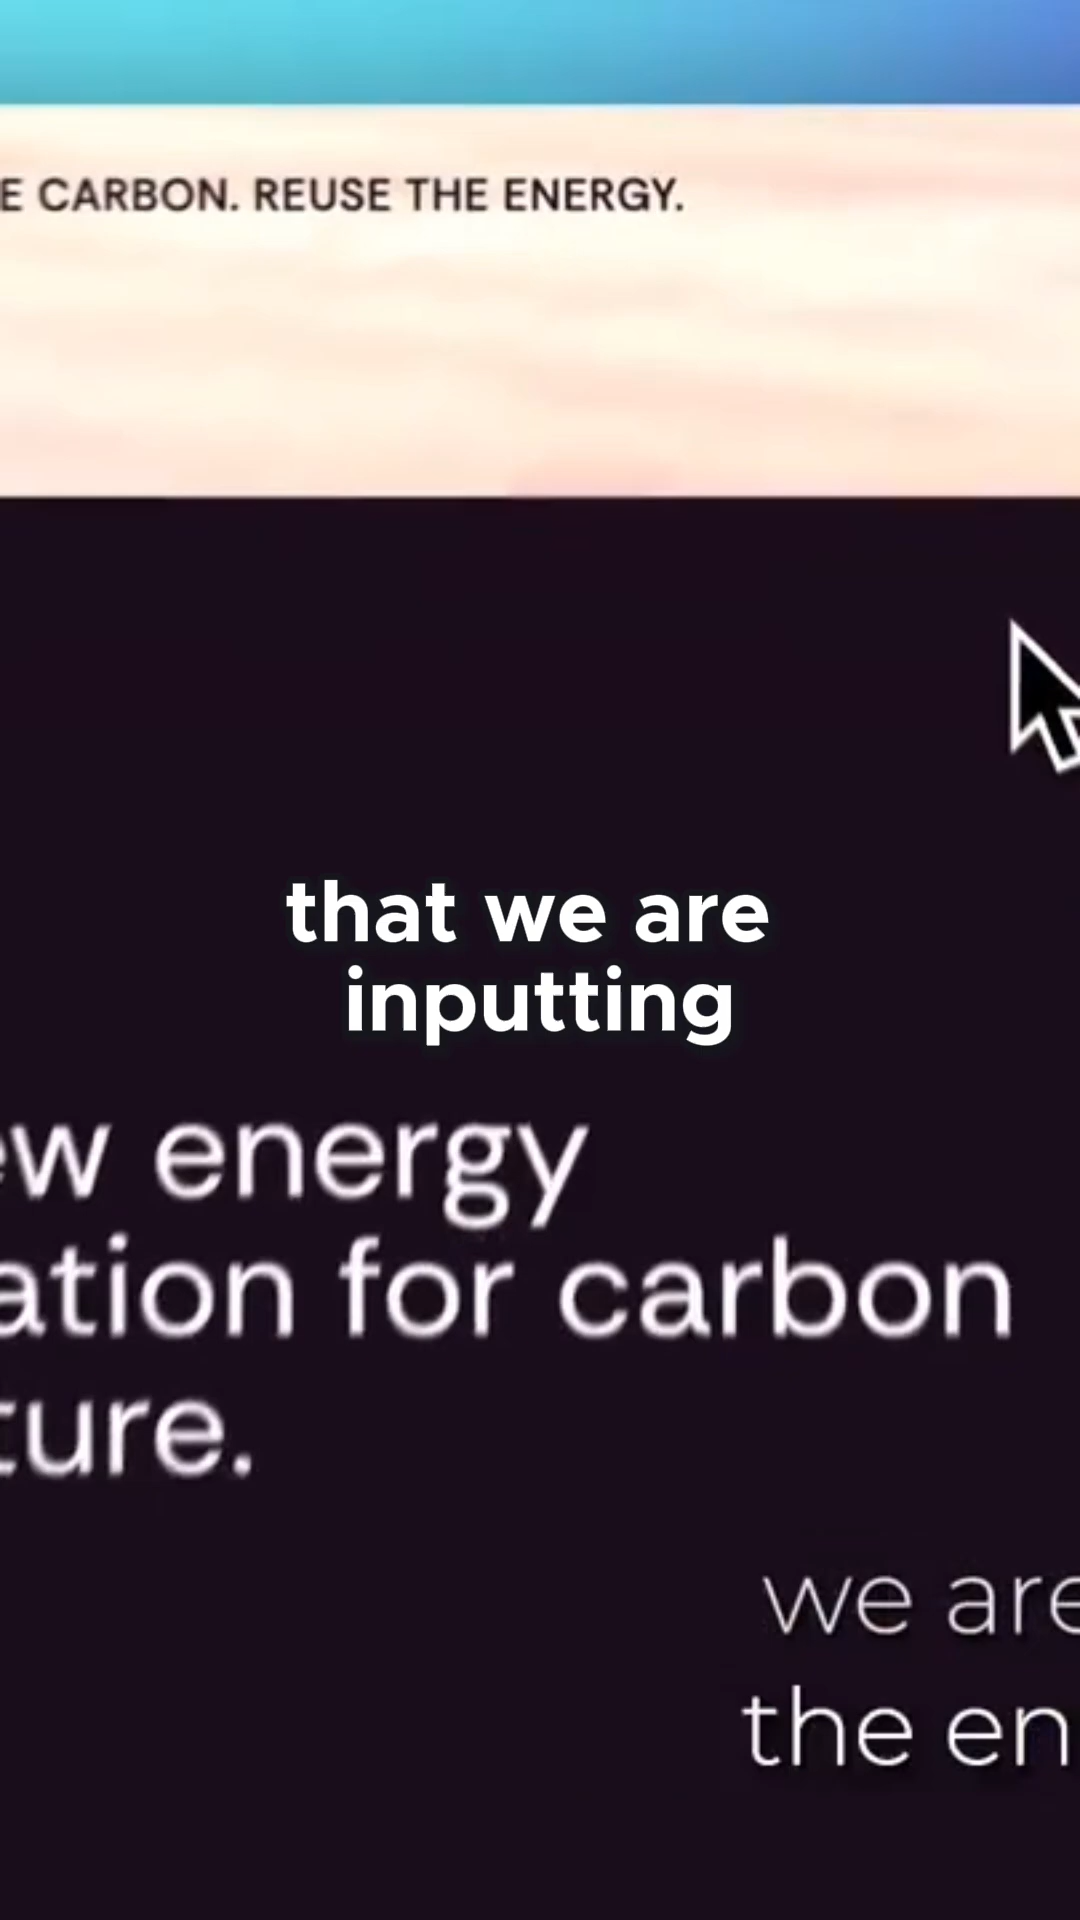 E CARBON. REUSE THE ENERGY.
that we are
inputting
ew energy
ation for carbon
ture.
we are
the en